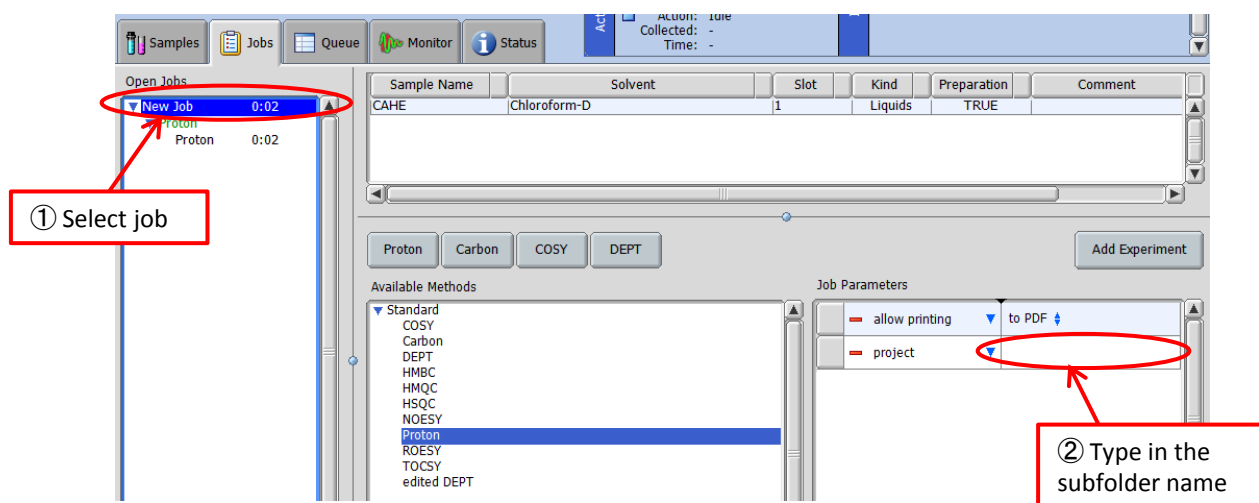 Action: Idle
Collected: -
Time: -
Samples Jobs Queue Monitor Status
Open Jobs
New Job 0:02
Proton
Proton 0:02
① Select job
Sample Name Solvent Slot Kind Preparation Comment
CAHE Chloroform-D 1 Liquids TRUE
Proton Carbon COSY DEPT Add Experiment
Available Methods
Standard
COSY
Carbon
DEPT
HMBC
HMQC
HSQC
NOESY
Proton
ROESY
TOCSY
edited DEPT
Job Parameters
allow printing to PDF
project
② Type in the
subfolder name